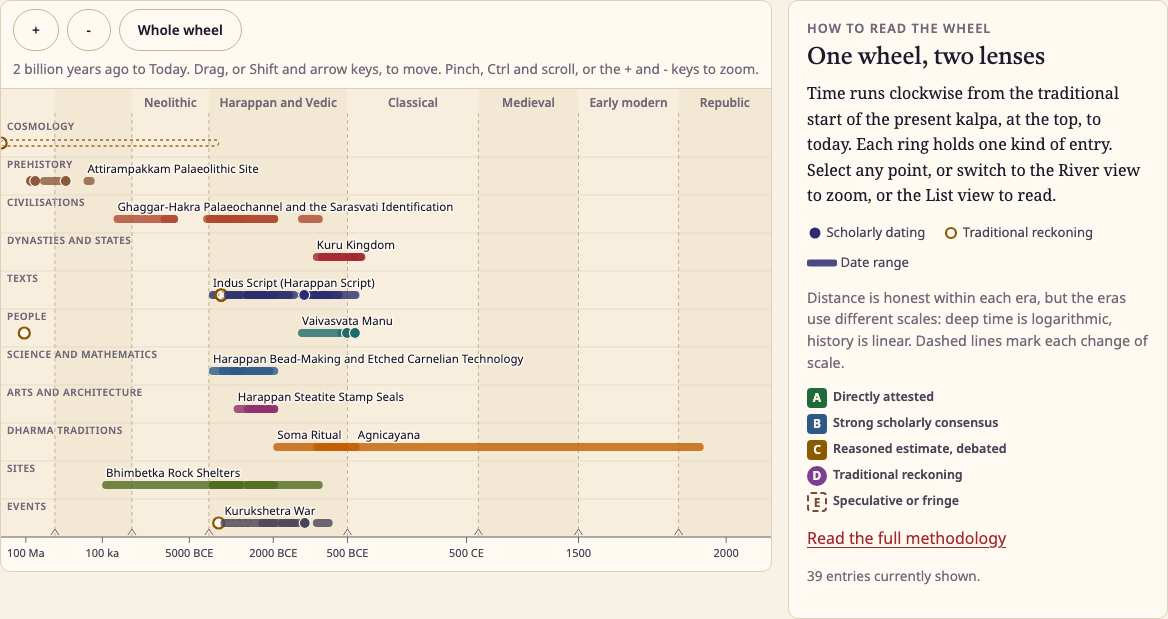 +
-
Whole wheel
2 billion years ago to Today. Drag, or Shift and arrow keys, to move. Pinch, Ctrl and scroll, or the + and - keys to zoom.
Neolithic
Harappan and Vedic
Classical
Medieval
Early modern
Republic
COSMOLOGY
PREHISTORY
Attirampakkam Palaeolithic Site
CIVILISATIONS
Ghaggar-Hakra Palaeochannel and the Sarasvati Identification
DYNASTIES AND STATES
Kuru Kingdom
TEXTS
Indus Script (Harappan Script)
PEOPLE
Vaivasvata Manu
SCIENCE AND MATHEMATICS
Harappan Bead-Making and Etched Carnelian Technology
ARTS AND ARCHITECTURE
Harappan Steatite Stamp Seals
DHARMA TRADITIONS
Soma Ritual
Agnicayana
SITES
Bhimbetka Rock Shelters
EVENTS
Kurukshetra War
100 Ma
100 ka
5000 BCE
2000 BCE
500 BCE
500 CE
1500
2000
HOW TO READ THE WHEEL
One wheel, two lenses
Time runs clockwise from the traditional
start of the present kalpa, at the top, to
today. Each ring holds one kind of entry.
Select any point, or switch to the River view
to zoom, or the List view to read.
Scholarly dating
Traditional reckoning
Date range
Distance is honest within each era, but the eras
use different scales: deep time is logarithmic,
history is linear. Dashed lines mark each change of
scale.
A Directly attested
B Strong scholarly consensus
C Reasoned estimate, debated
D Traditional reckoning
E Speculative or fringe
Read the full methodology
39 entries currently shown.